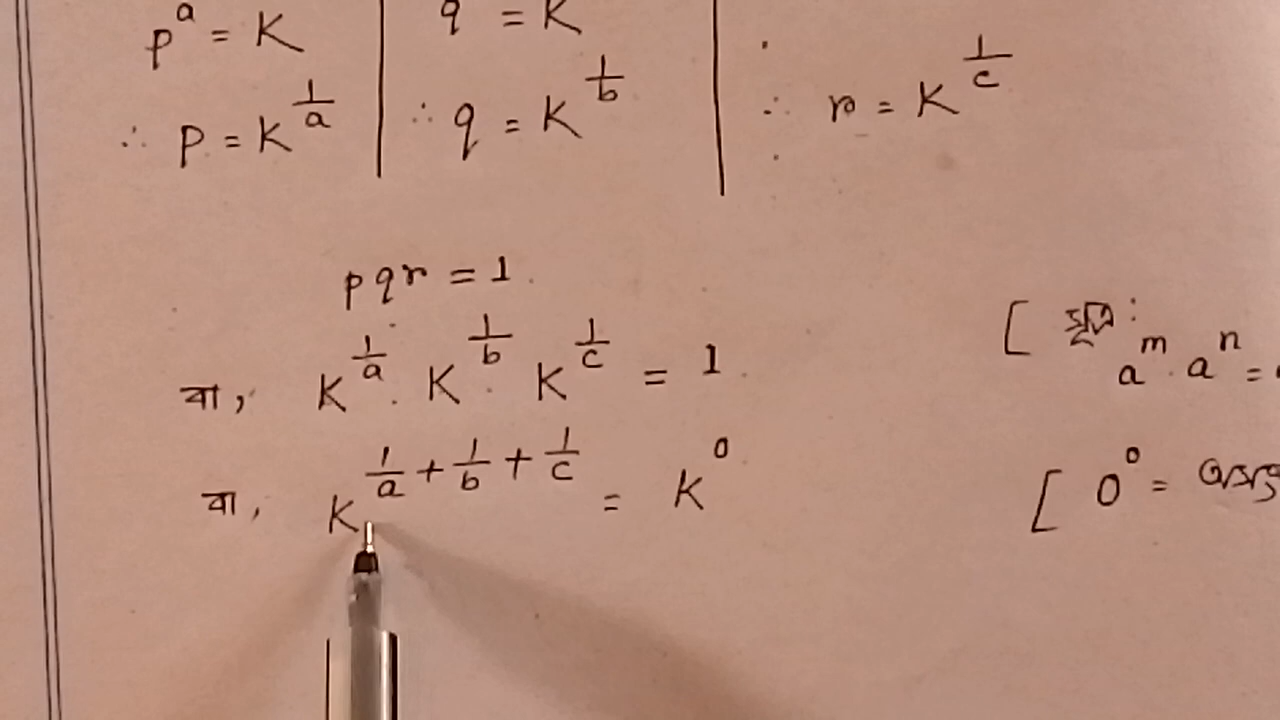 p^a = K
q = K
∴ p = K^(1/a)
∴ q = K^(1/b)
∴ r = K^(1/c)
pqr = 1
বা, K^(1/a) . K^(1/b) . K^(1/c) = 1
[ সূত্র : a^m . a^n =
বা, K^(1/a + 1/b + 1/c) = K^0
[ 0^0 =